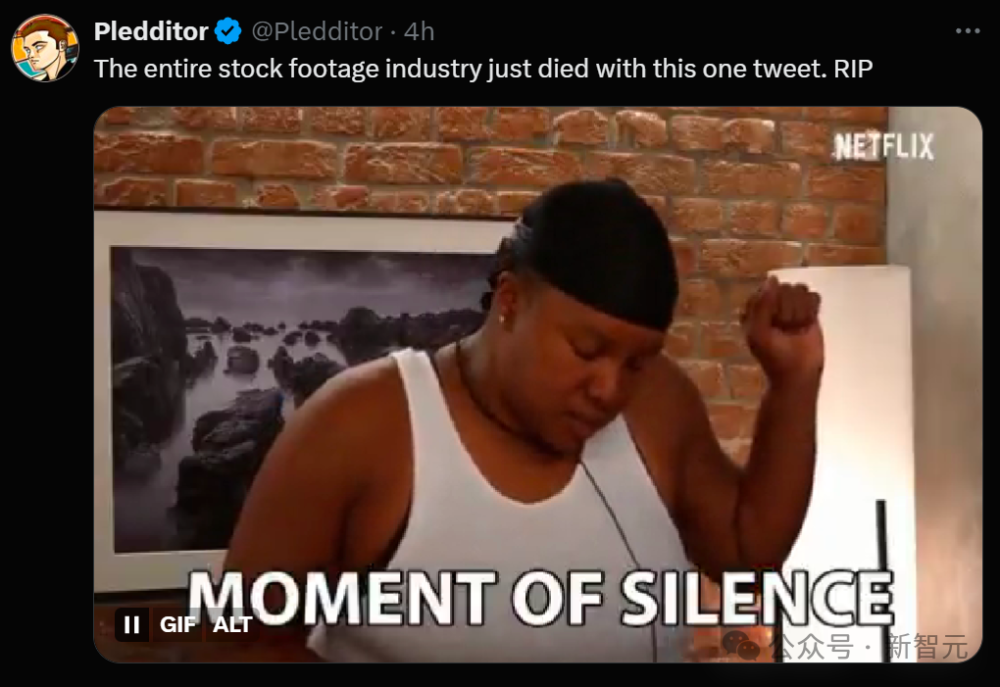 Pledditor @Pledditor · 4h
The entire stock footage industry just died with this one tweet. RIP
NETFLIX
MOMENT OF SILENCE
GIF ALT
公众号 · 新智元